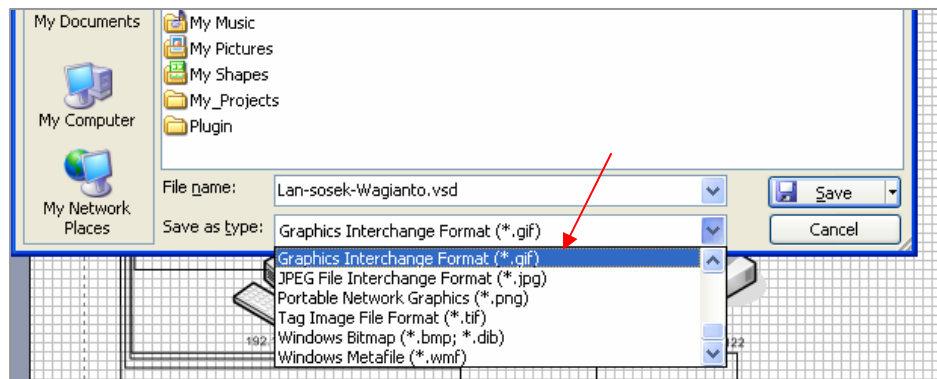 My Documents
My Music
My Pictures
My Shapes
My_Projects
Plugin
My Computer
My Network
Places
File name:
Lan-sosek-Wagianto.vsd
Save
Save as type:
Graphics Interchange Format (*.gif)
Cancel
Graphics Interchange Format (*.gif)
JPEG File Interchange Format (*.jpg)
Portable Network Graphics (*.png)
Tag Image File Format (*.tif)
Windows Bitmap (*.bmp; *.dib)
Windows Metafile (*.wmf)
192.
122